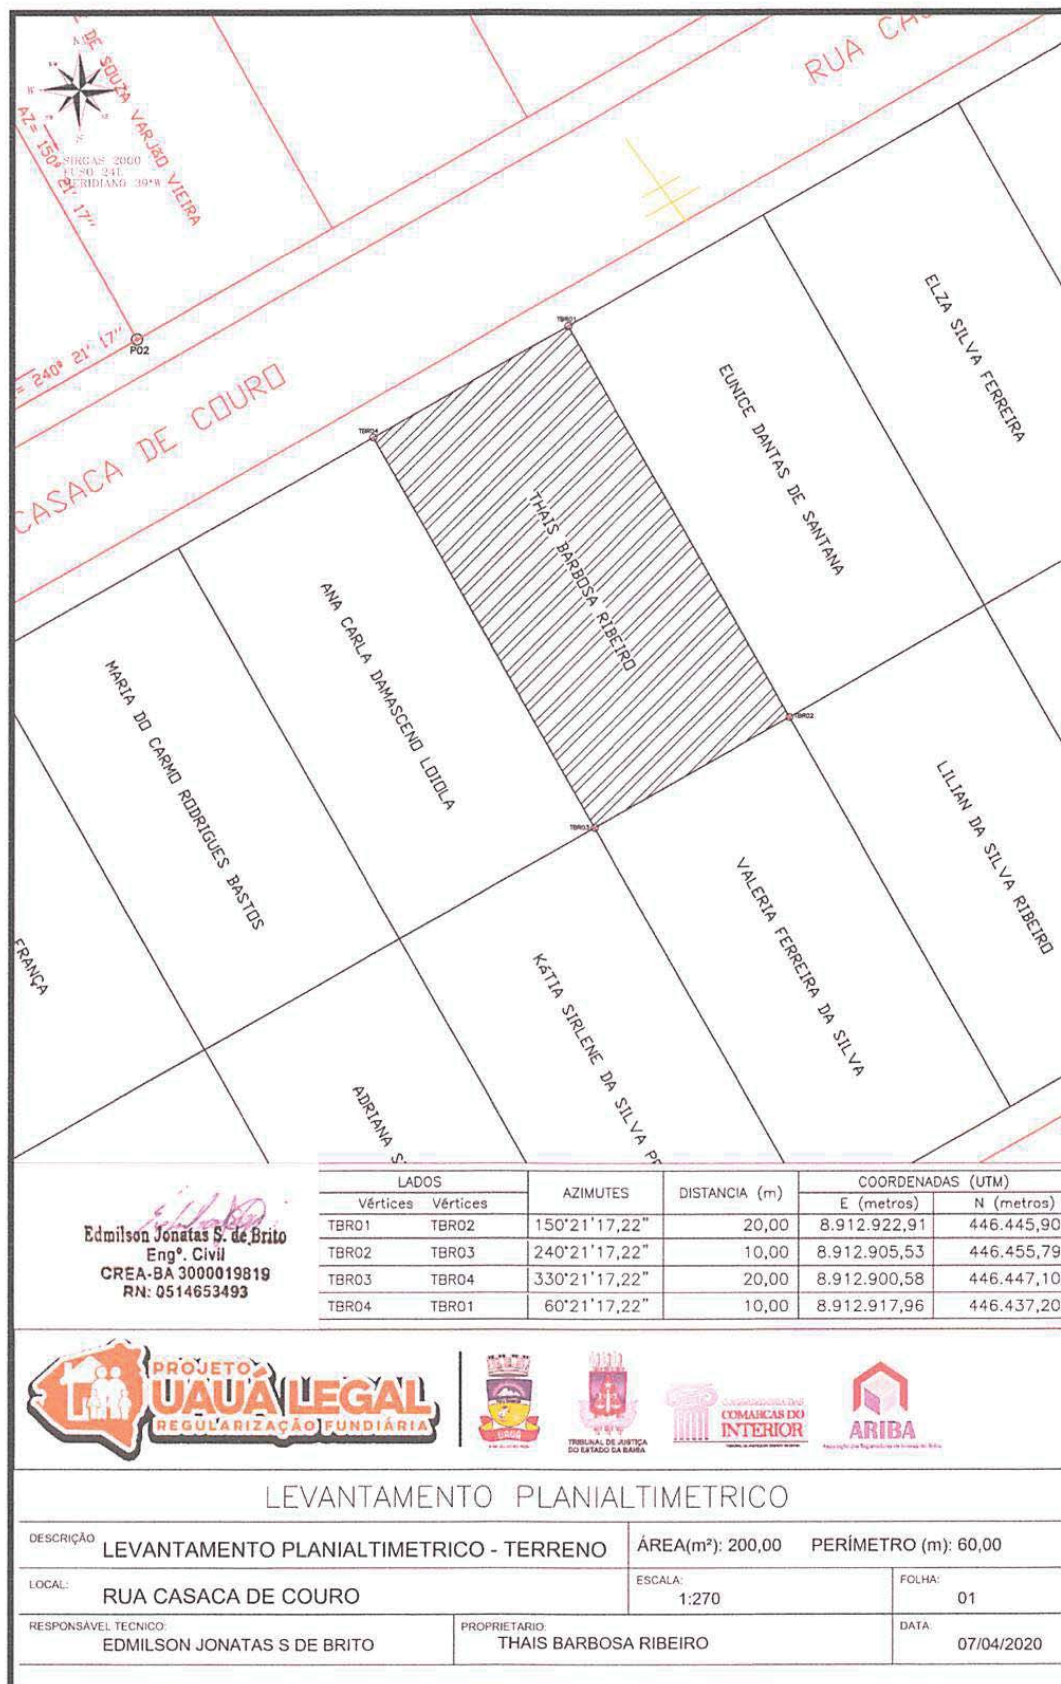 N
W
S
SIRGAS 2000
FUSO 24L
MERIDIANO 39°W
DE SOUZA VARJÃO VIEIRA
AZ= 150° 21' 17''
= 240° 21' 17''
P02
RUA CAS
CASACA DE COURO
TBR01
TBR04
TBR02
TBR03
ELZA SILVA FERREIRA
EUNICE DANTAS DE SANTANA
THAIS BARBOSA RIBEIRO
ANA CARLA DAMASCENO LOIOLA
MARIA DO CARMO RODRIGUES BASTOS
FRANÇA
LILIAN DA SILVA RIBEIRO
VALERIA FERREIRA DA SILVA
KÁTIA SIRLENE DA SILVA PE
ADRIANA S
Edmilson Jonatas S. de Brito
Engº. Civil
CREA-BA 3000019819
RN: 0514653493
LADOS AZIMUTES DISTANCIA (m) COORDENADAS (UTM)
Vértices Vértices E (metros) N (metros)
TBR01 TBR02 150°21'17,22" 20,00 8.912.922,91 446.445,90
TBR02 TBR03 240°21'17,22" 10,00 8.912.905,53 446.455,79
TBR03 TBR04 330°21'17,22" 20,00 8.912.900,58 446.447,10
TBR04 TBR01 60°21'17,22" 10,00 8.912.917,96 446.437,20
PROJETO
UAUÁ LEGAL
REGULARIZAÇÃO FUNDIÁRIA
UAUÁ
TRIBUNAL DE JUSTIÇA
DO ESTADO DA BAHIA
COMARCAS DO
INTERIOR
ARIBA
LEVANTAMENTO PLANIALTIMETRICO
DESCRIÇÃO LEVANTAMENTO PLANIALTIMETRICO - TERRENO ÁREA(m²): 200,00 PERÍMETRO (m): 60,00
LOCAL: RUA CASACA DE COURO ESCALA: 1:270 FOLHA: 01
RESPONSÁVEL TECNICO: EDMILSON JONATAS S DE BRITO PROPRIETARIO: THAIS BARBOSA RIBEIRO DATA 07/04/2020